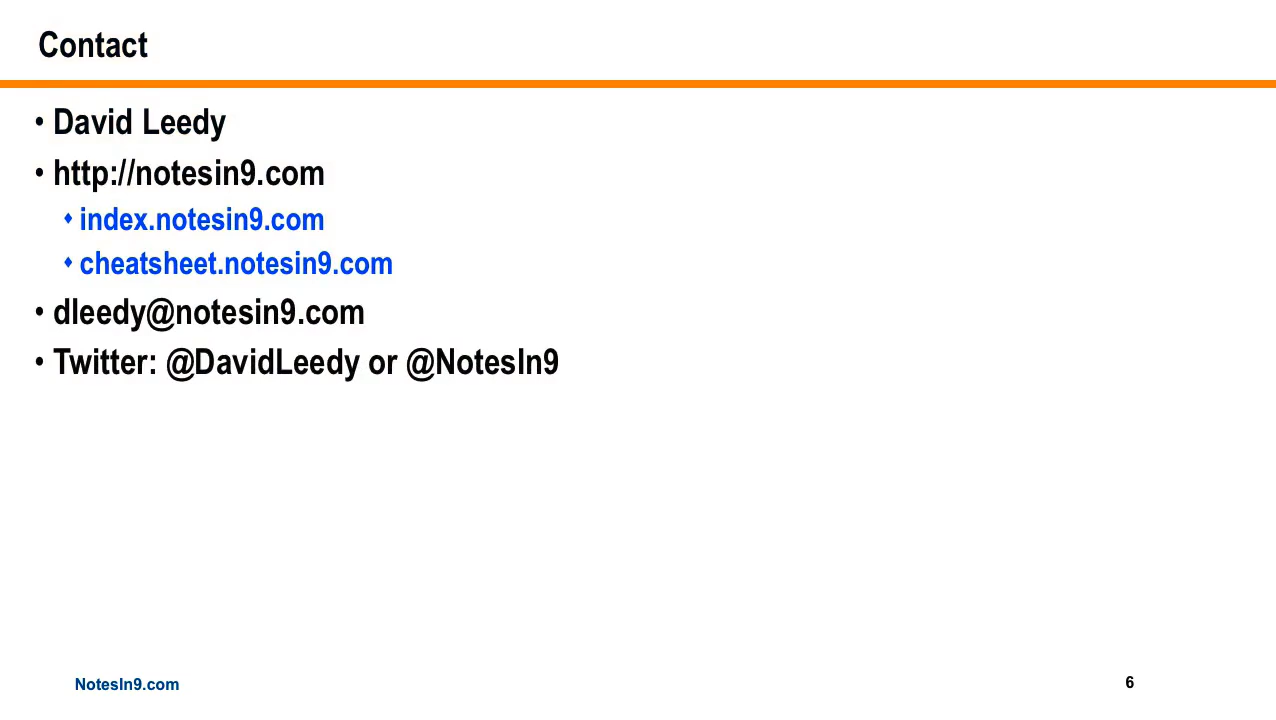 Contact
• David Leedy
• http://notesin9.com
♦ index.notesin9.com
♦ cheatsheet.notesin9.com
• dleedy@notesin9.com
• Twitter: @DavidLeedy or @NotesIn9
NotesIn9.com
6